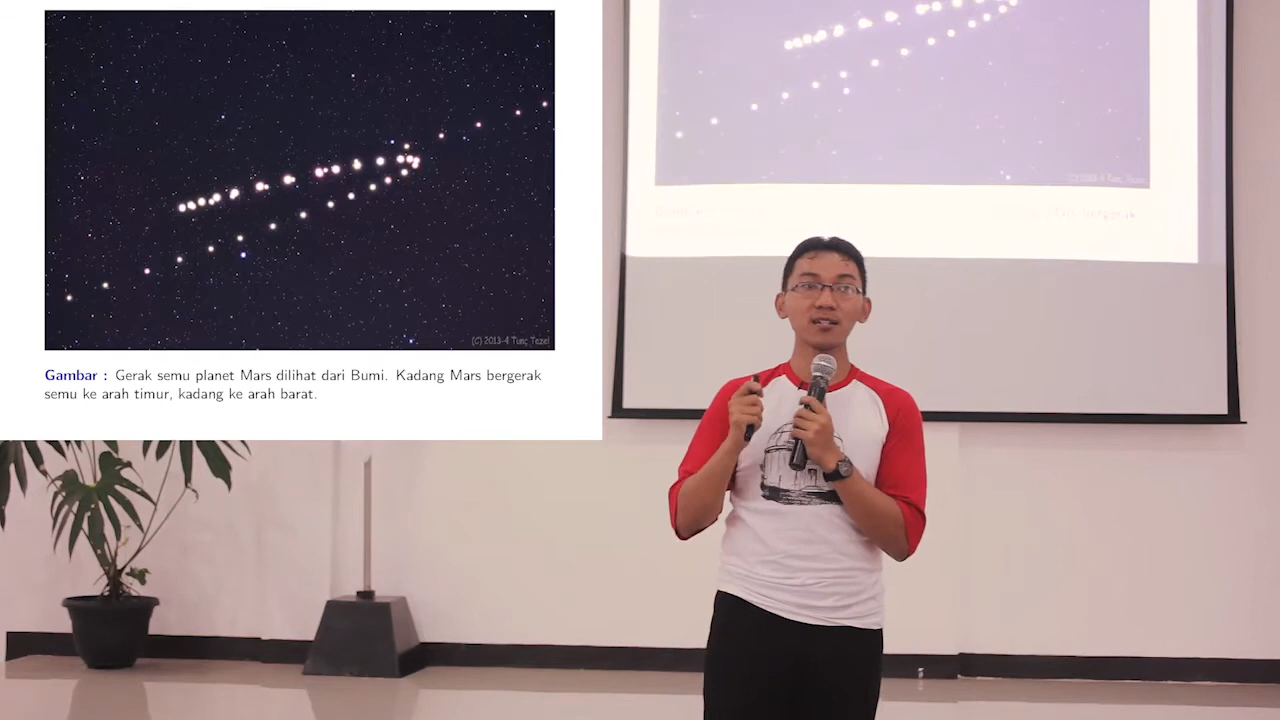 (C) 2013-4 Tunç Tezel
Gambar : Gerak semu planet Mars dilihat dari Bumi. Kadang Mars bergerak
semu ke arah timur, kadang ke arah barat.
bergerak